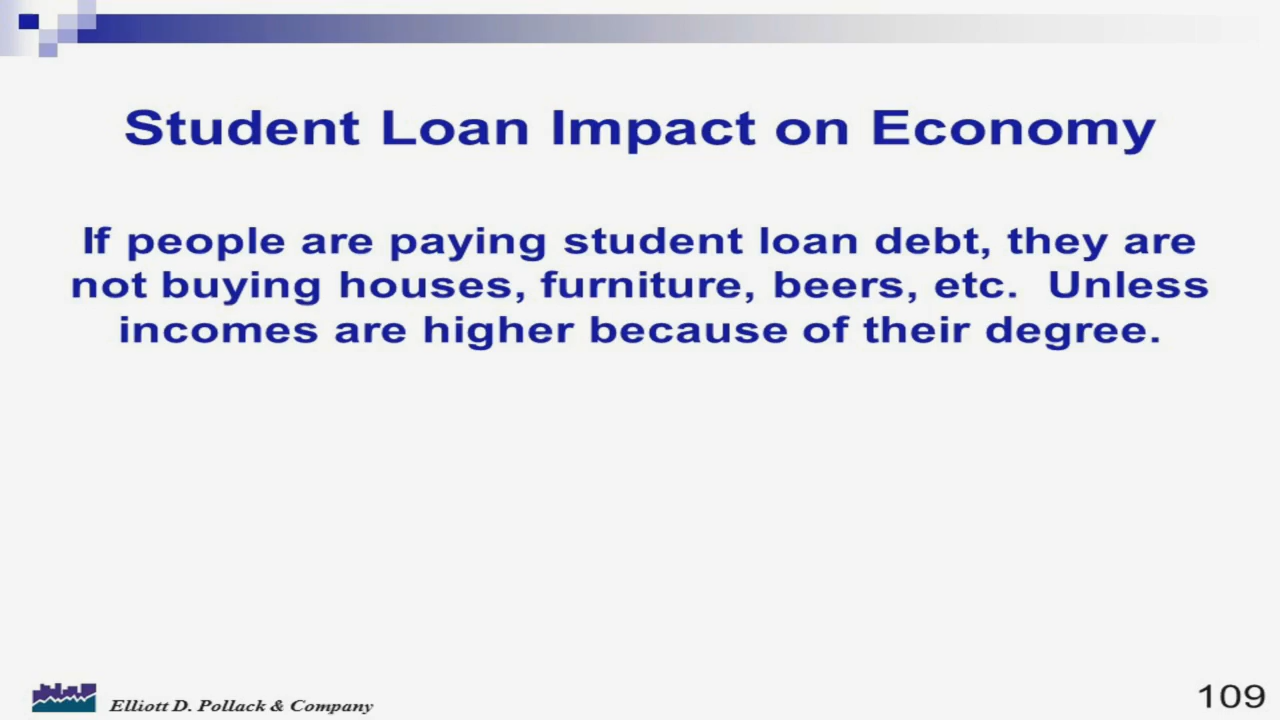 Student Loan Impact on Economy
If people are paying student loan debt, they are
not buying houses, furniture, beers, etc.  Unless
incomes are higher because of their degree.
Elliott D. Pollack & Company
109